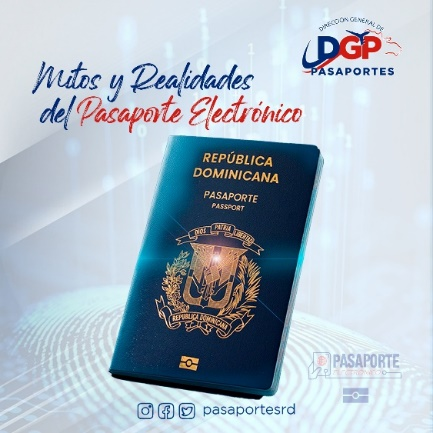 DIRECCIÓN GENERAL DE
DGP
PASAPORTES
Mitos y Realidades
del Pasaporte Electrónico
REPÚBLICA
DOMINICANA
PASAPORTE
PASSPORT
DIOS PATRIA LIBERTAD
REPÚBLICA DOMINICANA
PASAPORTE
ELECTRÓNICO
pasaportesrd